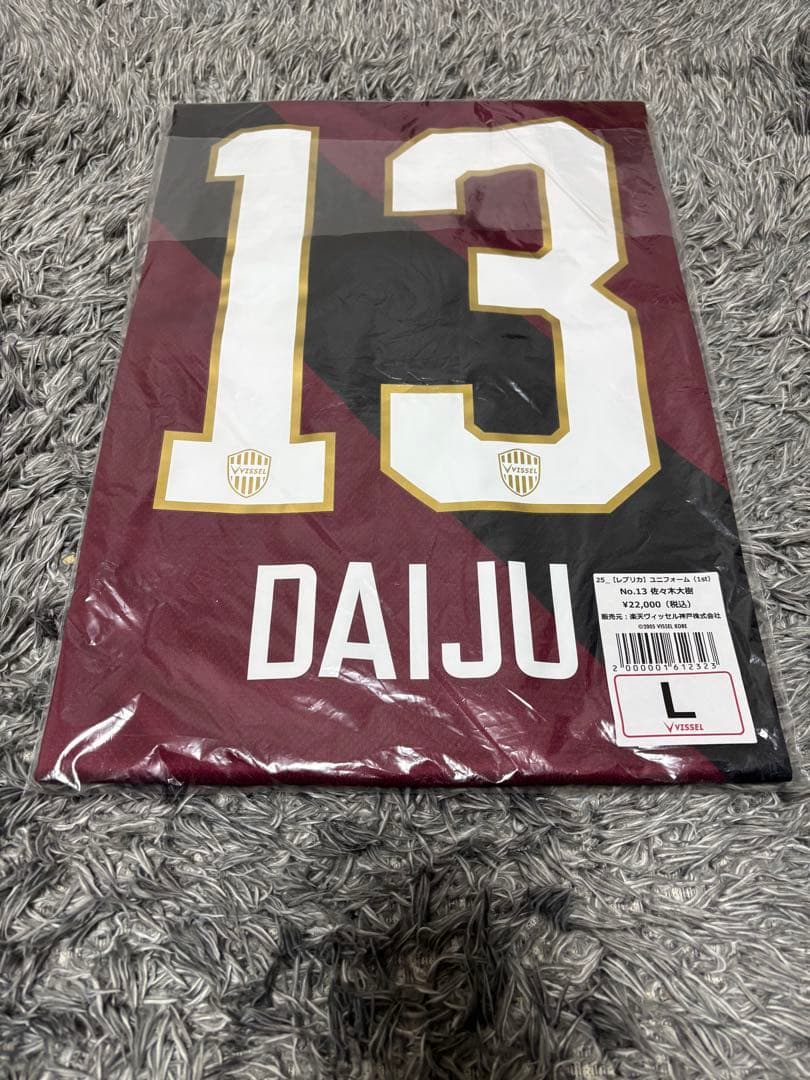 13
VISSEL
VISSEL
DAIJU
25_［レプリカ］ユニフォーム（1st）
No.13 佐々木大樹
¥22,000（税込）
販売元：楽天ヴィッセル神戸株式会社
©2005 VISSEL KOBE
2000001612323
L
VISSEL